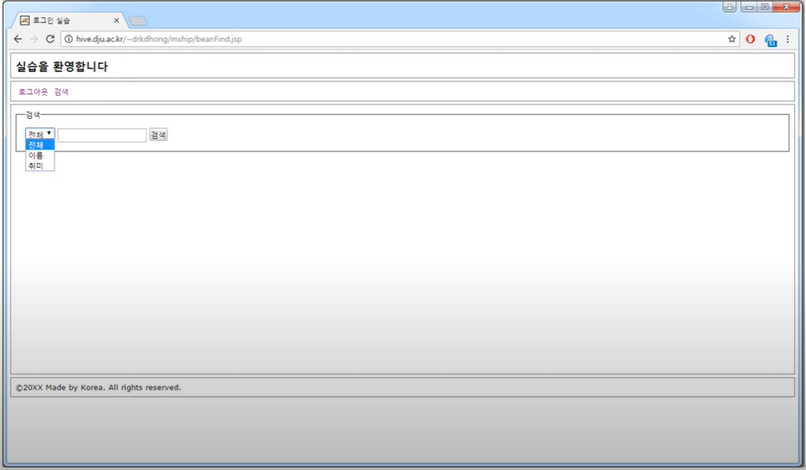 로그인 실습
hive.dju.ac.kr/~drkdhong/mship/beanFind.jsp
실습을 환영합니다
로그아웃 검색
검색
전체 검색
전체
이름
취미
©20XX Made by Korea. All rights reserved.